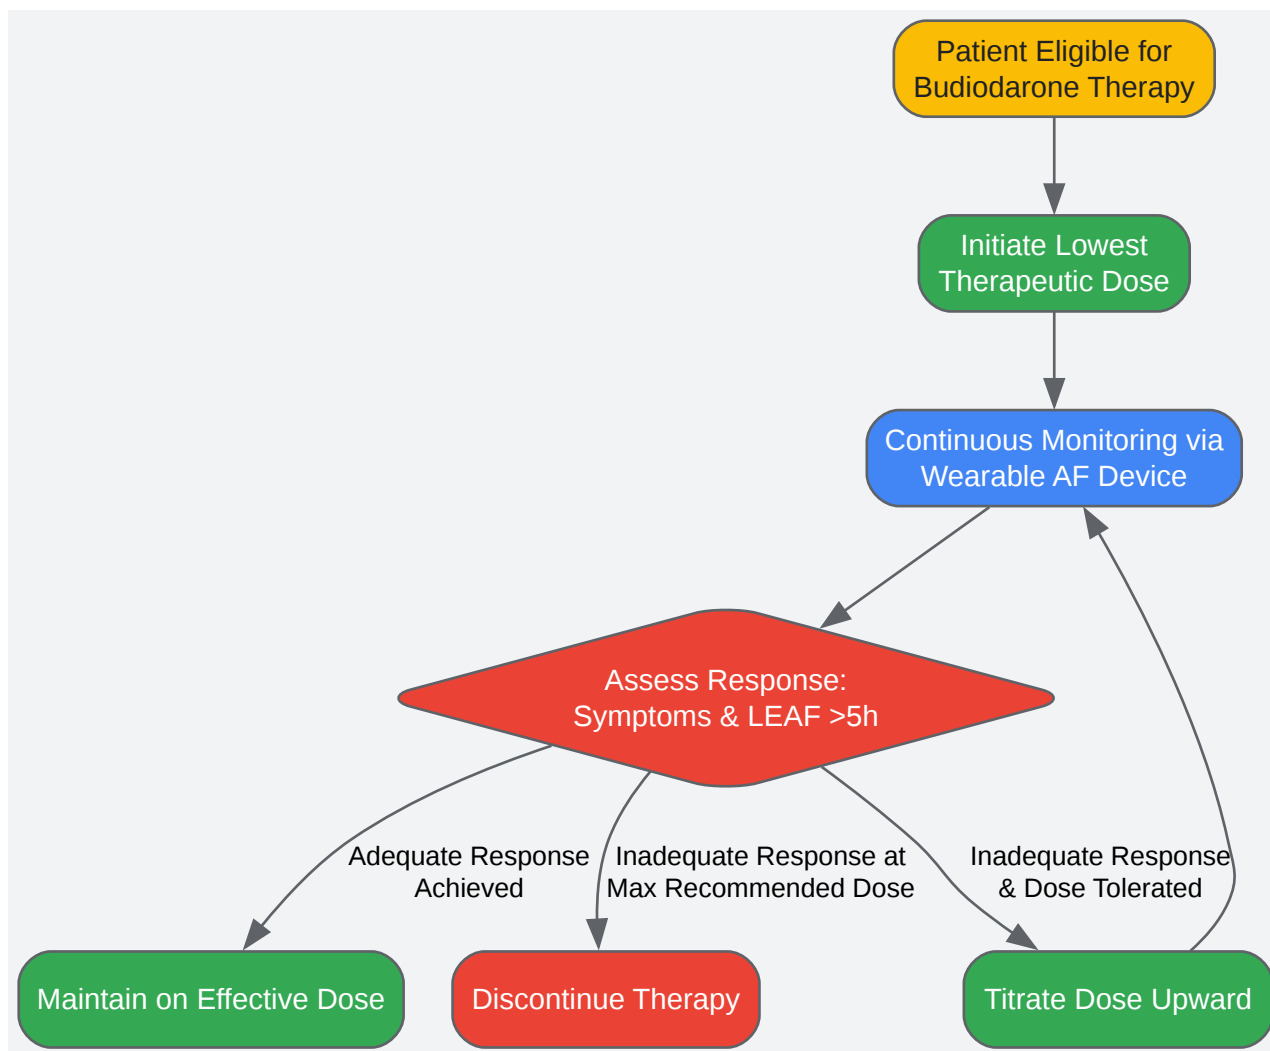 Patient Eligible for
Budiodarone Therapy
Initiate Lowest
Therapeutic Dose
Continuous Monitoring via
Wearable AF Device
Assess Response:
Symptoms & LEAF >5h
Adequate Response
Achieved
Inadequate Response at
Max Recommended Dose
Inadequate Response
& Dose Tolerated
Maintain on Effective Dose
Discontinue Therapy
Titrate Dose Upward